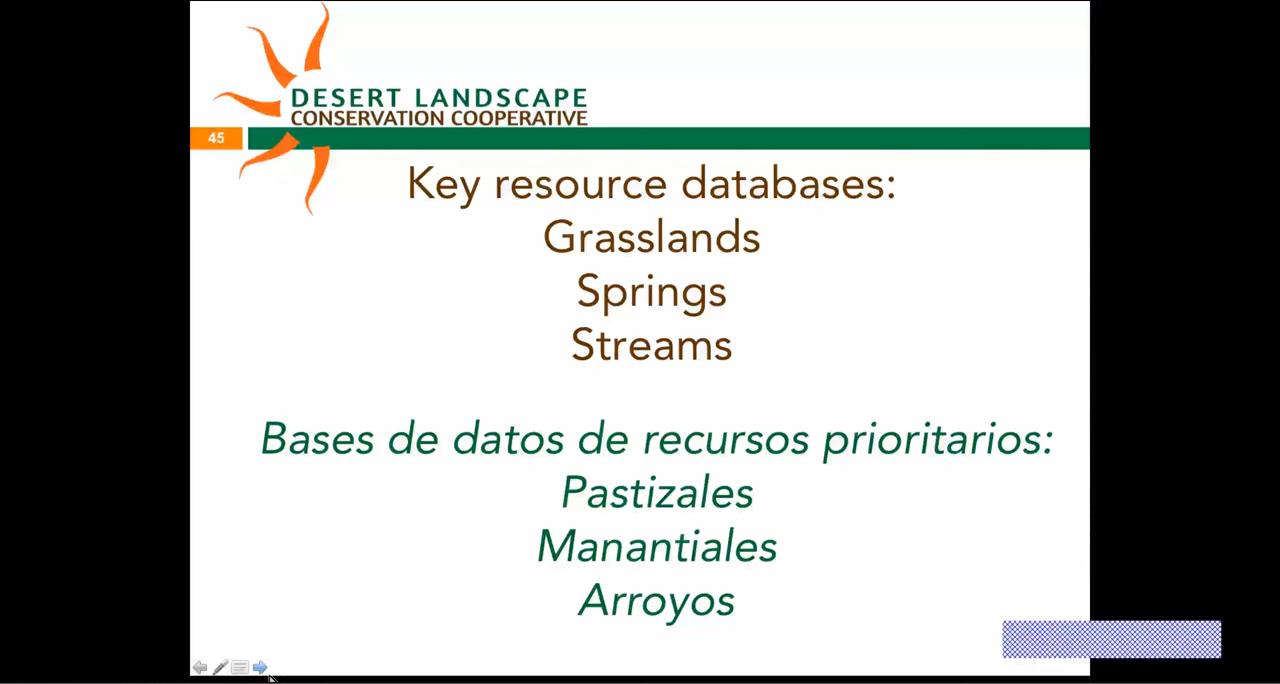 DESERT LANDSCAPE
CONSERVATION COOPERATIVE
45
Key resource databases:
Grasslands
Springs
Streams
Bases de datos de recursos prioritarios:
Pastizales
Manantiales
Arroyos